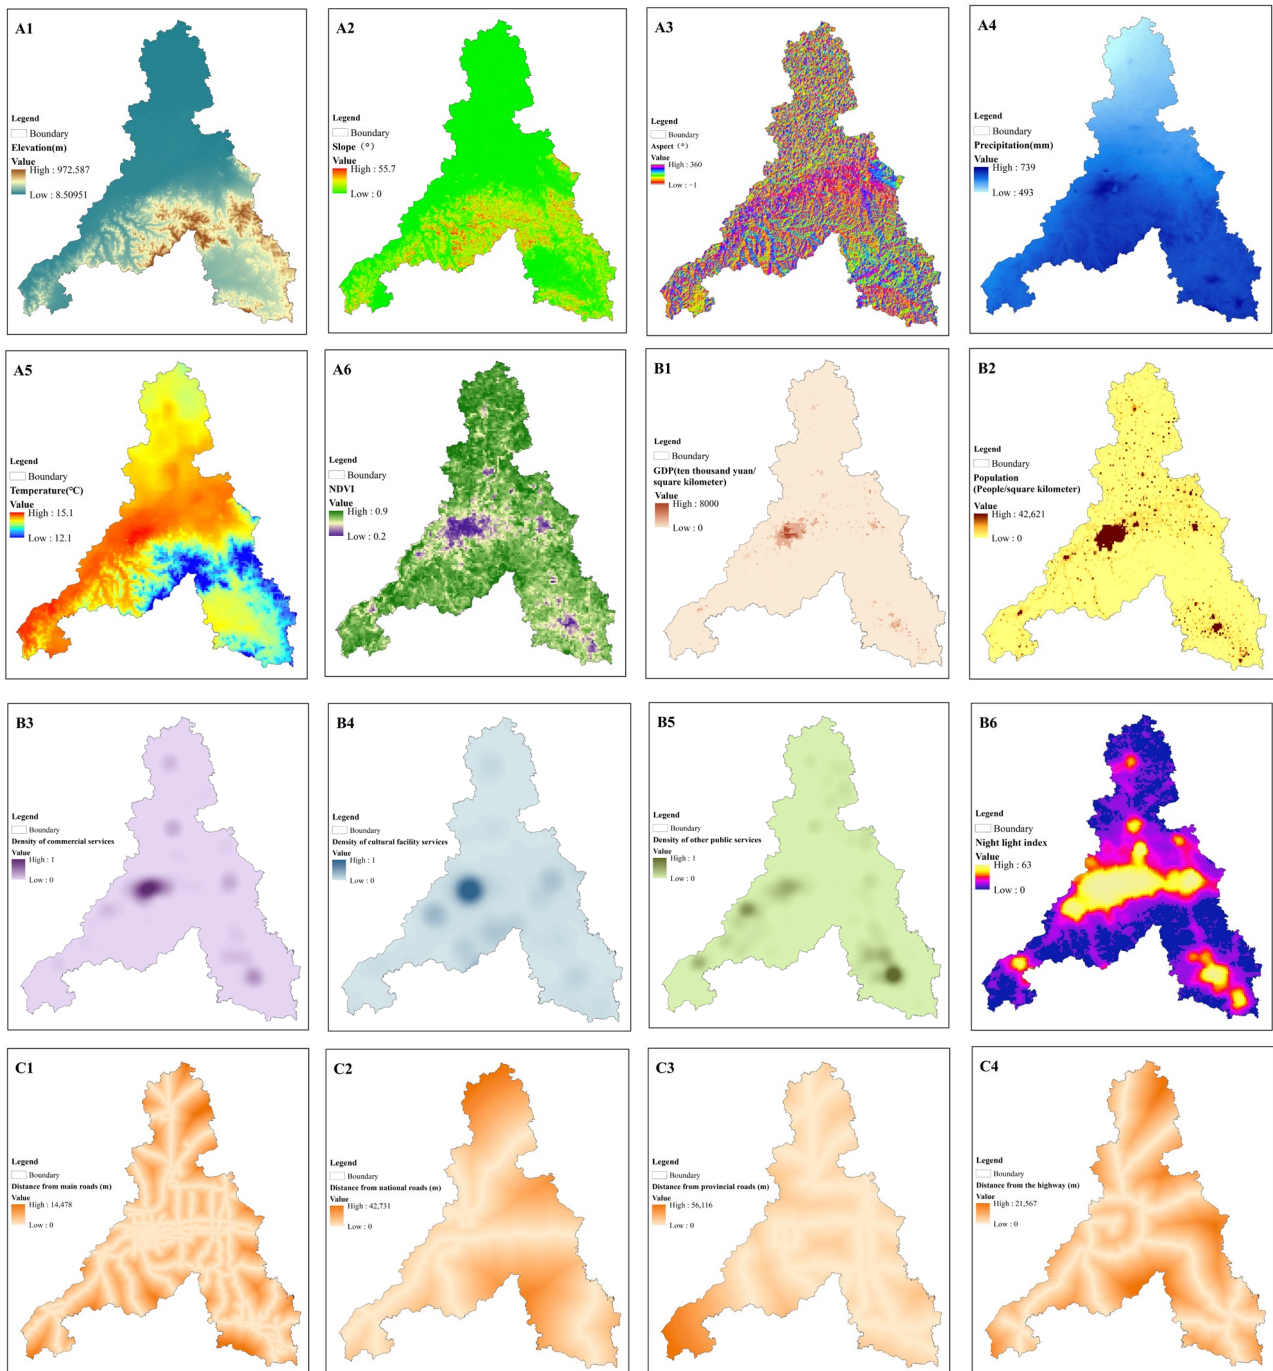 A1
Legend
Boundary
Elevation(m)
Value
High : 972.587
Low : 8.50951
A2
Legend
Boundary
Slope (°)
Value
High : 55.7
Low : 0
A3
Legend
Boundary
Aspect (°)
Value
High : 360
Low : −1
A4
Legend
Boundary
Precipitation(mm)
Value
High : 739
Low : 493
A5
Legend
Boundary
Temperature(℃)
Value
High : 15.1
Low : 12.1
A6
Legend
Boundary
NDVI
Value
High : 0.9
Low : 0.2
B1
Legend
Boundary
GDP(ten thousand yuan/
square kilometer)
Value
High : 8000
Low : 0
B2
Legend
Boundary
Population
(People/square kilometer)
Value
High : 42,621
Low : 0
B3
Legend
Boundary
Density of commercial services
Value
High : 1
Low : 0
B4
Legend
Boundary
Density of cultural facility services
Value
High : 1
Low : 0
B5
Legend
Boundary
Density of other public services
Value
High : 1
Low : 0
B6
Legend
Boundary
Night light index
Value
High : 63
Low : 0
C1
Legend
Boundary
Distance from main roads (m)
Value
High : 14,478
Low : 0
C2
Legend
Boundary
Distance from national roads (m)
Value
High : 42,731
Low : 0
C3
Legend
Boundary
Distance from provincial roads (m)
Value
High : 56,116
Low : 0
C4
Legend
Boundary
Distance from the highway (m)
Value
High : 21,567
Low : 0